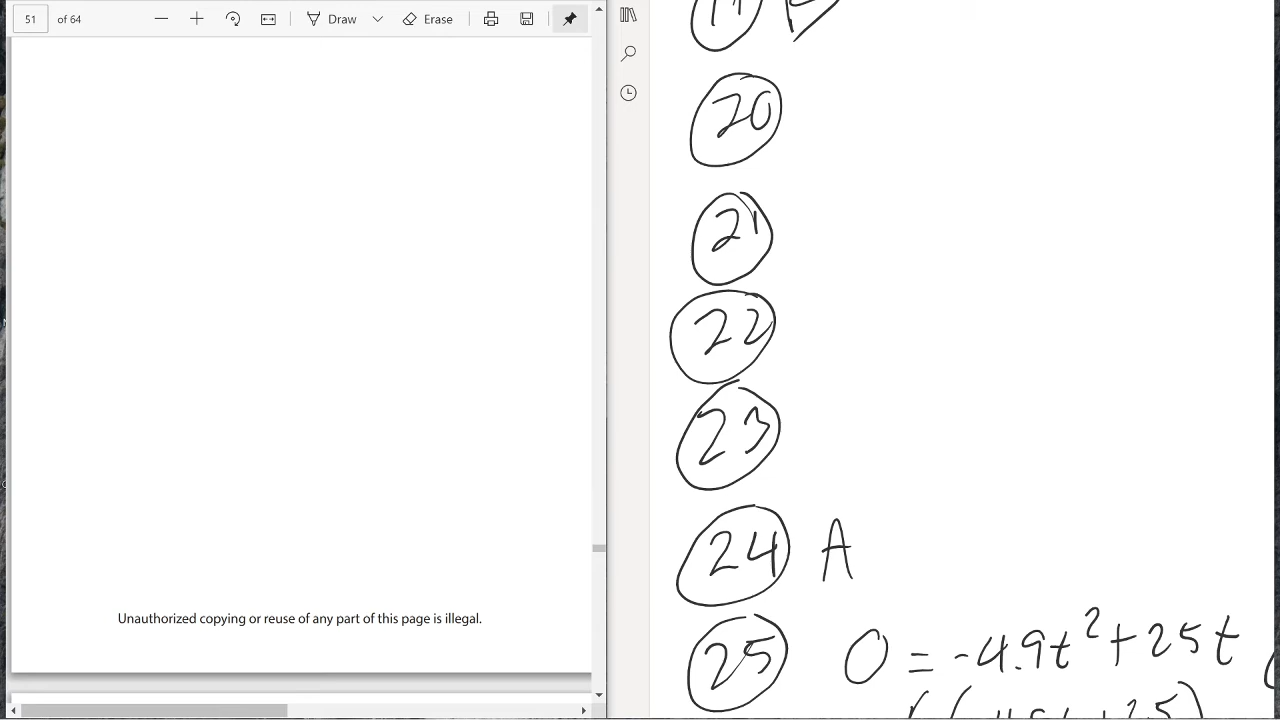 51 of 64 Draw Erase
Unauthorized copying or reuse of any part of this page is illegal.
20
21
22
23
24 A
25 0 = -4.9t² + 25t